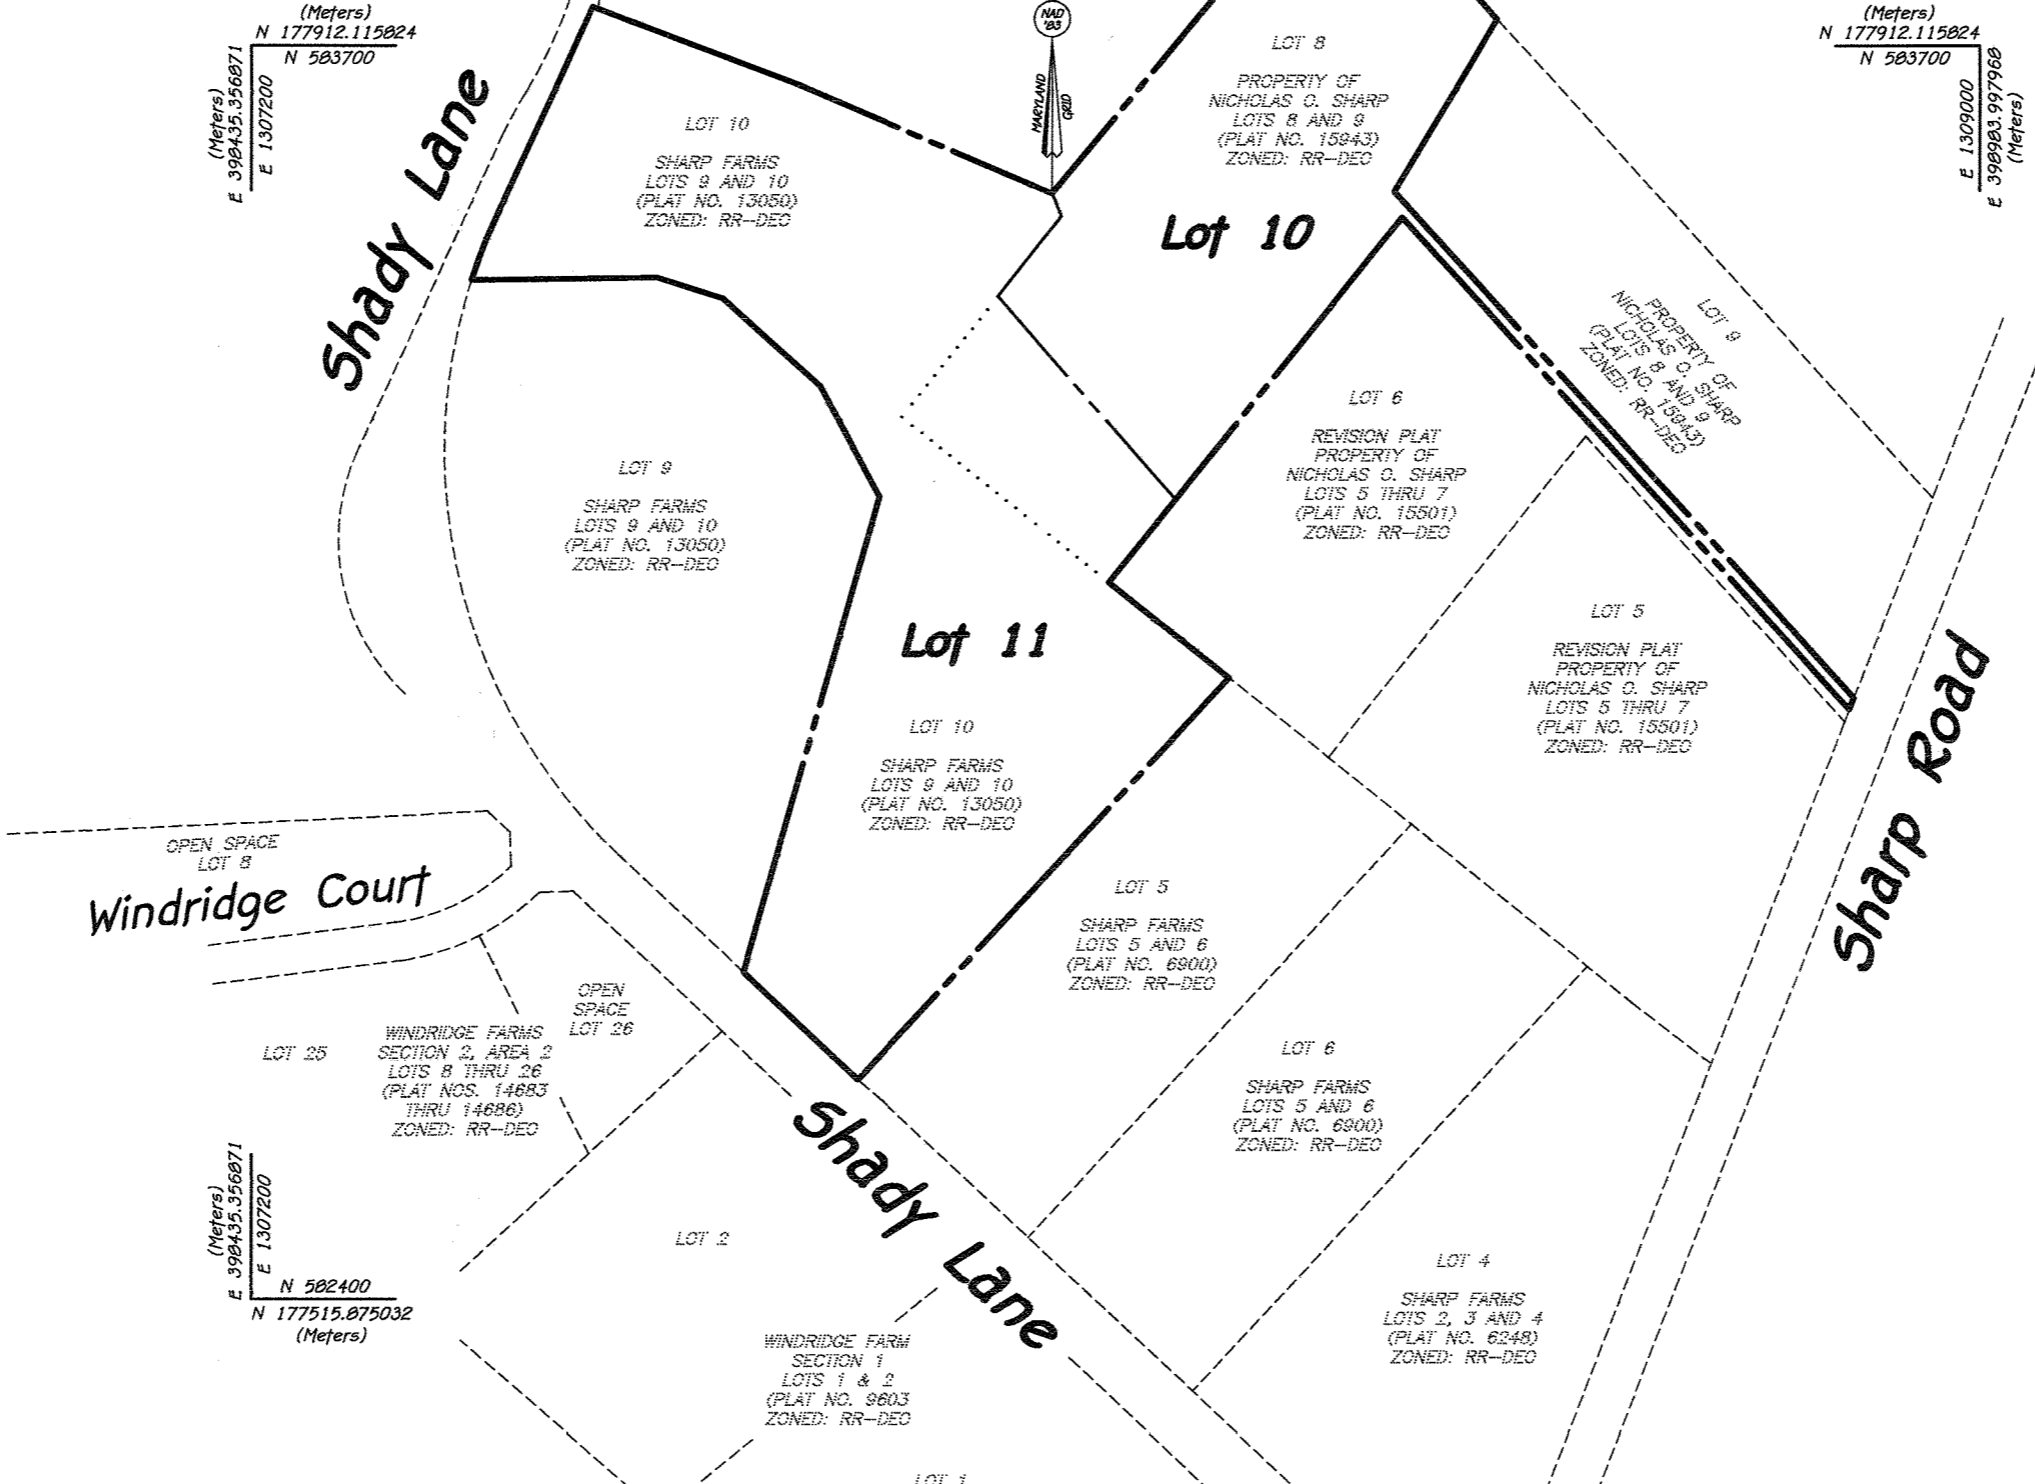 (Meters)
N 177912.115824
N 583700
E 398435.356871
(Meters)
E 1307200
NAD
'83
MARYLAND
GRID
(Meters)
N 177912.115824
N 583700
E 1309000
E 398983.997968
(Meters)
Shady Lane
LOT 10
SHARP FARMS
LOTS 9 AND 10
(PLAT NO. 13050)
ZONED: RR-DEO
LOT 8
PROPERTY OF
NICHOLAS O. SHARP
LOTS 8 AND 9
(PLAT NO. 15943)
ZONED: RR-DEO
Lot 10
LOT 9
PROPERTY OF
NICHOLAS O. SHARP
LOTS 8 AND 9
(PLAT NO. 15943)
ZONED: RR-DEO
LOT 6
REVISION PLAT
PROPERTY OF
NICHOLAS O. SHARP
LOTS 5 THRU 7
(PLAT NO. 15501)
ZONED: RR-DEO
LOT 9
SHARP FARMS
LOTS 9 AND 10
(PLAT NO. 13050)
ZONED: RR-DEO
Lot 11
LOT 10
SHARP FARMS
LOTS 9 AND 10
(PLAT NO. 13050)
ZONED: RR-DEO
LOT 5
REVISION PLAT
PROPERTY OF
NICHOLAS O. SHARP
LOTS 5 THRU 7
(PLAT NO. 15501)
ZONED: RR-DEO
Sharp Road
OPEN SPACE
LOT 8
Windridge Court
LOT 5
SHARP FARMS
LOTS 5 AND 6
(PLAT NO. 6900)
ZONED: RR-DEO
OPEN
SPACE
LOT 26
LOT 25
WINDRIDGE FARMS
SECTION 2, AREA 2
LOTS 8 THRU 26
(PLAT NOS. 14683
THRU 14686)
ZONED: RR-DEO
LOT 6
SHARP FARMS
LOTS 5 AND 6
(PLAT NO. 6900)
ZONED: RR-DEO
Shady Lane
LOT 2
E 398435.356871
(Meters)
E 1307200
N 582400
N 177515.875032
(Meters)
LOT 4
SHARP FARMS
LOTS 2, 3 AND 4
(PLAT NO. 6248)
ZONED: RR-DEO
WINDRIDGE FARM
SECTION 1
LOTS 1 & 2
(PLAT NO. 9603
ZONED: RR-DEO
LOT 1